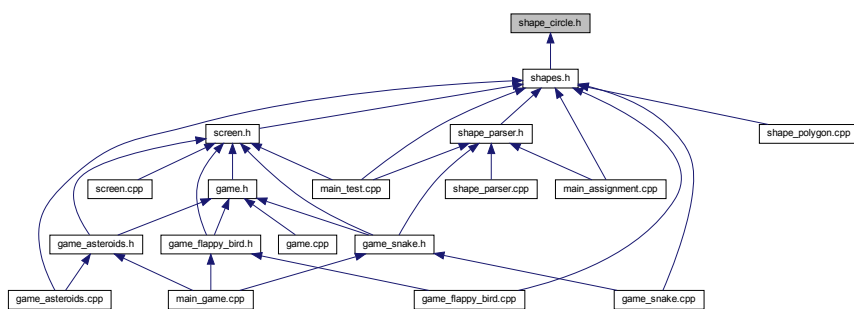 shape_circle.h
shapes.h
screen.h
shape_parser.h
shape_polygon.cpp
screen.cpp
game.h
main_test.cpp
shape_parser.cpp
main_assignment.cpp
game_asteroids.h
game_flappy_bird.h
game.cpp
game_snake.h
game_asteroids.cpp
main_game.cpp
game_flappy_bird.cpp
game_snake.cpp